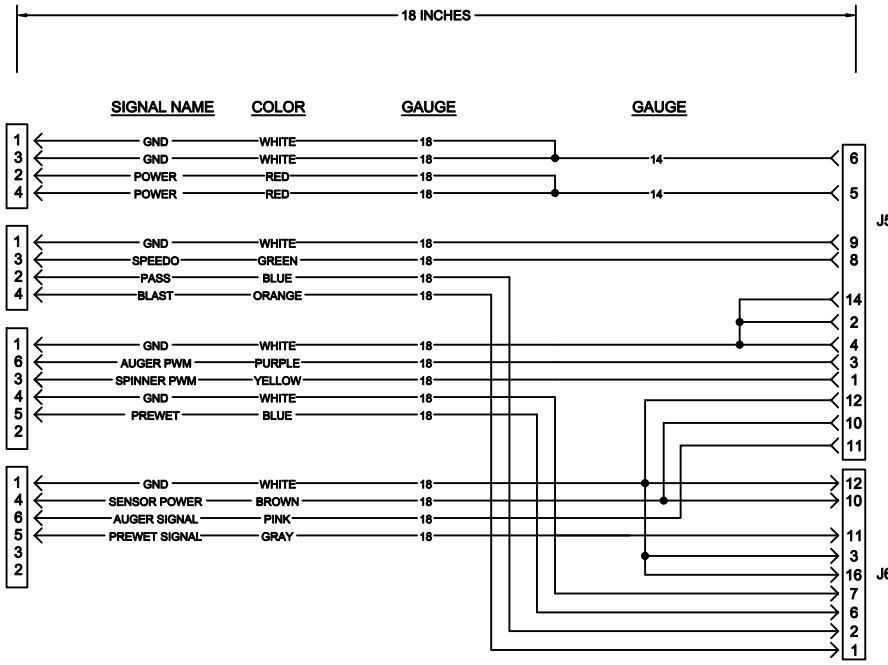 18 INCHES
SIGNAL NAME COLOR GAUGE GAUGE
1 GND WHITE 18
3 GND WHITE 18 14 6
2 POWER RED 18
4 POWER RED 18 14 5
J5
1 GND WHITE 18 9
3 SPEEDO GREEN 18 8
2 PASS BLUE 18
4 BLAST ORANGE 18
14
2
1 GND WHITE 18 4
6 AUGER PWM PURPLE 18 3
3 SPINNER PWM YELLOW 18 1
4 GND WHITE 18 12
5 PREWET BLUE 18 10
2
11
1 GND WHITE 18 12
4 SENSOR POWER BROWN 18 10
6 AUGER SIGNAL PINK 18
5 PREWET SIGNAL GRAY 18 11
3 3
2 16
J6
7
6
2
1